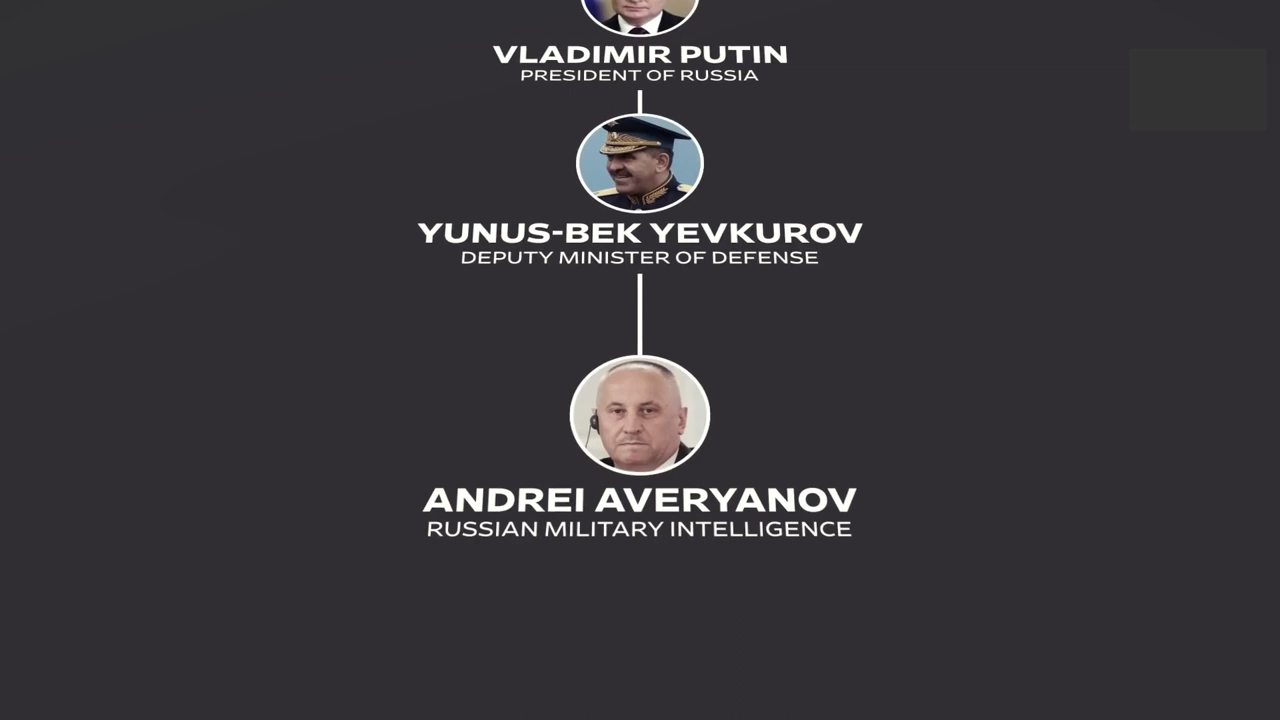 VLADIMIR PUTIN
PRESIDENT OF RUSSIA
YUNUS-BEK YEVKUROV
DEPUTY MINISTER OF DEFENSE
ANDREI AVERYANOV
RUSSIAN MILITARY INTELLIGENCE